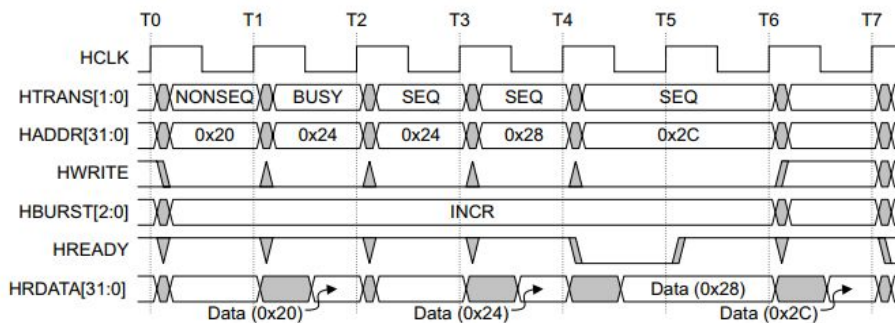 T0 T1 T2 T3 T4 T5 T6 T7
HCLK
HTRANS[1:0] NONSEQ BUSY SEQ SEQ SEQ
HADDR[31:0] 0x20 0x24 0x24 0x28 0x2C
HWRITE
HBURST[2:0] INCR
HREADY
HRDATA[31:0] Data (0x28)
Data (0x20) Data (0x24) Data (0x2C)